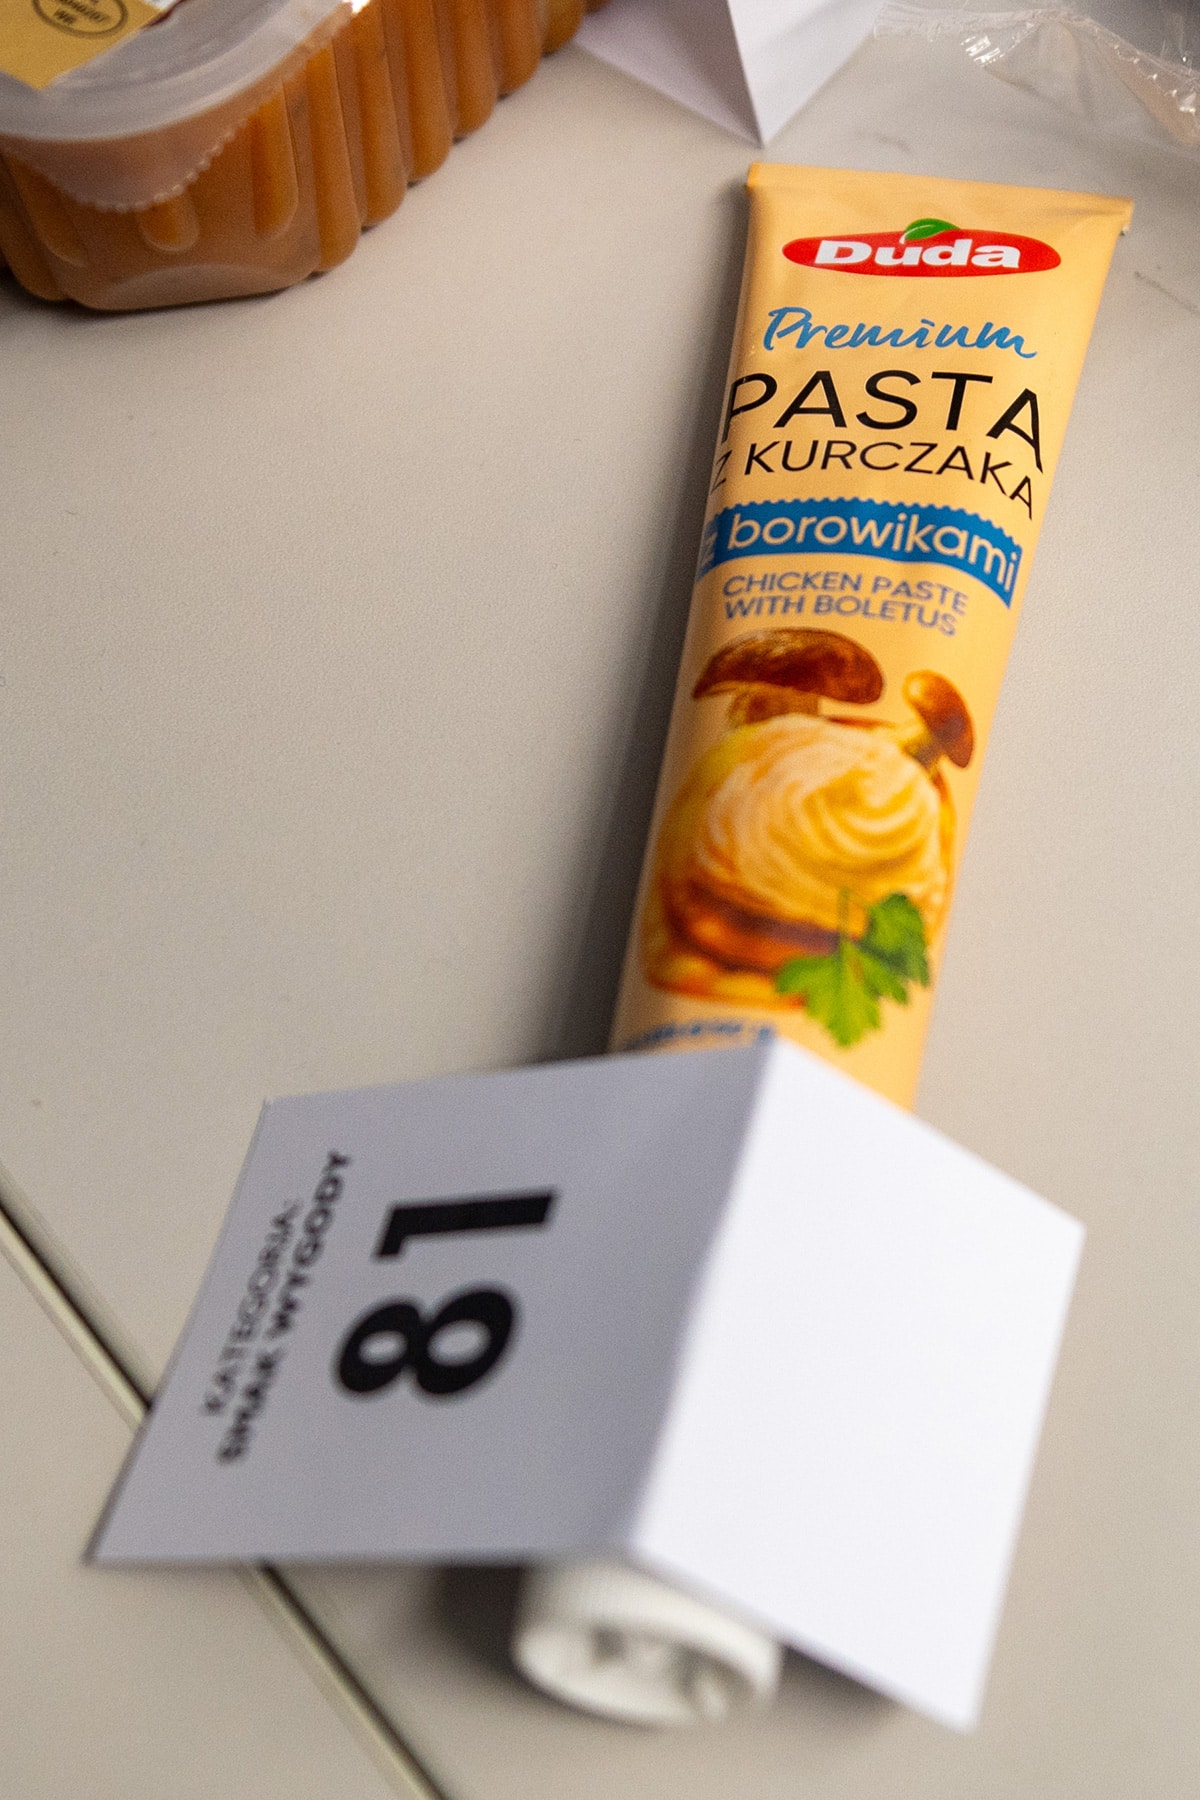 Duda
Premium
PASTA
Z KURCZAKA
z borowikami
CHICKEN PASTE
WITH BOLETUS
KATEGORIA:
SMAK WYGODY
18